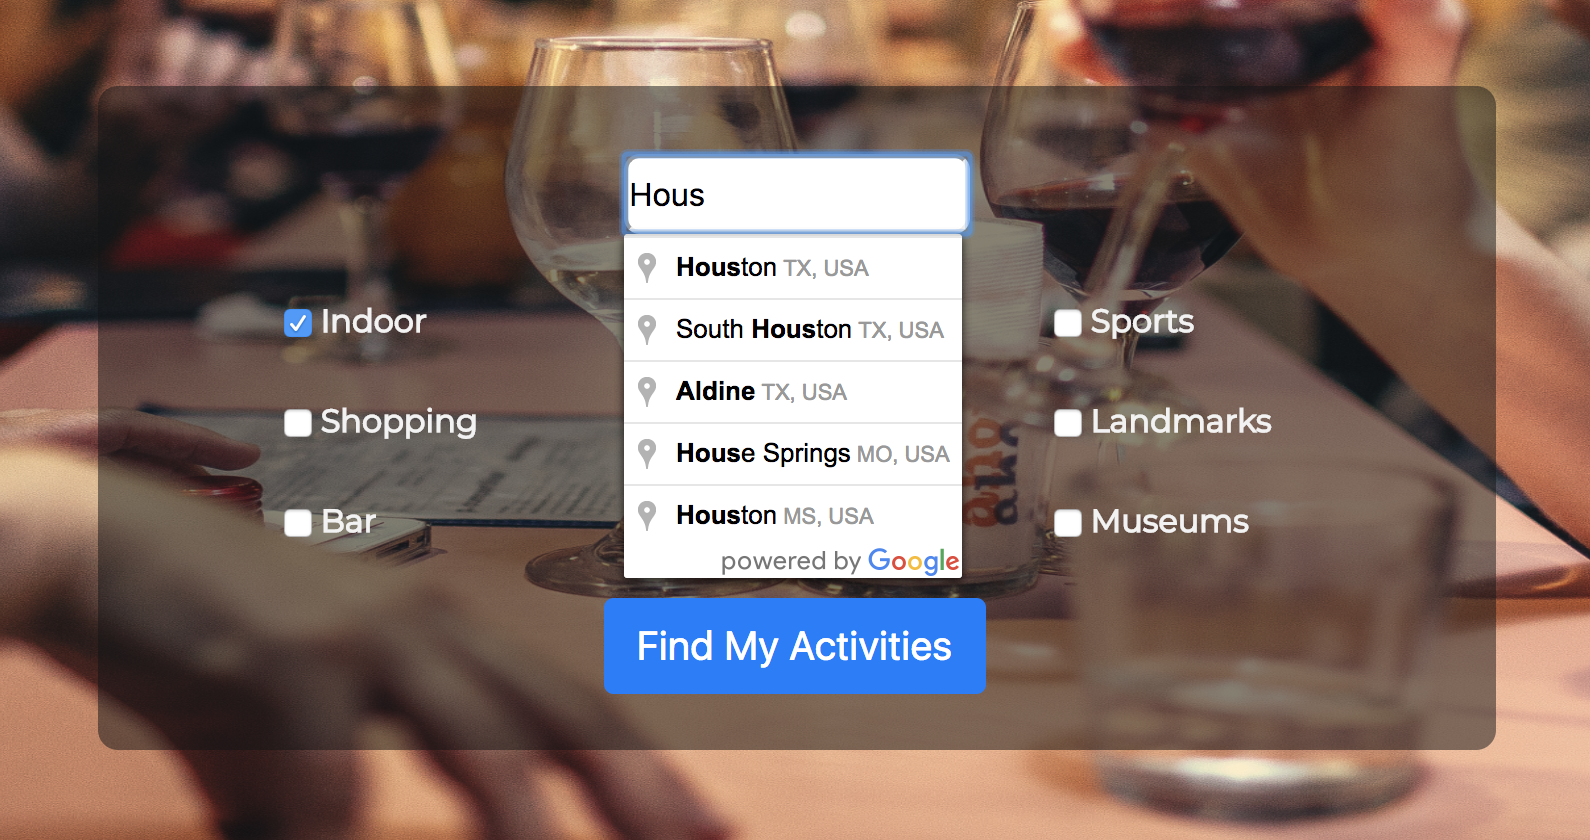 Hous
Houston TX, USA
South Houston TX, USA
Aldine TX, USA
House Springs MO, USA
Houston MS, USA
powered by Google
Indoor
Shopping
Bar
Sports
Landmarks
Museums
Find My Activities